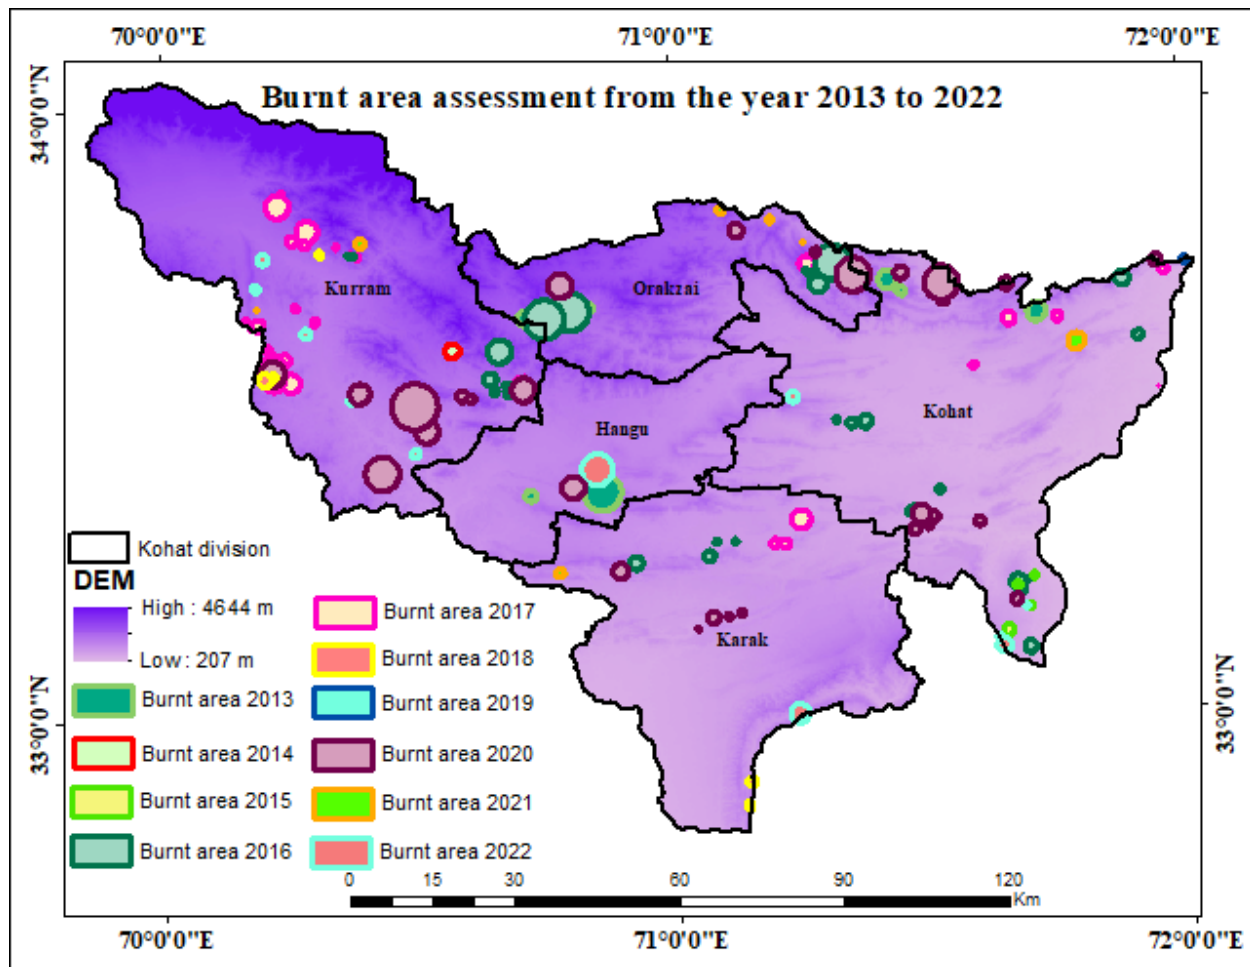 70°0'0"E 71°0'0"E 72°0'0"E
34°0'0"N
Burnt area assessment from the year 2013 to 2022
Kurram
Orakzai
Kohat
Hangu
Karak
Kohat division
DEM
High : 4644 m
Low : 207 m
Burnt area 2013
Burnt area 2014
Burnt area 2015
Burnt area 2016
Burnt area 2017
Burnt area 2018
Burnt area 2019
Burnt area 2020
Burnt area 2021
Burnt area 2022
33°0'0"N
33°0'0"N
0 15 30 60 90 120
Km
70°0'0"E 71°0'0"E 72°0'0"E